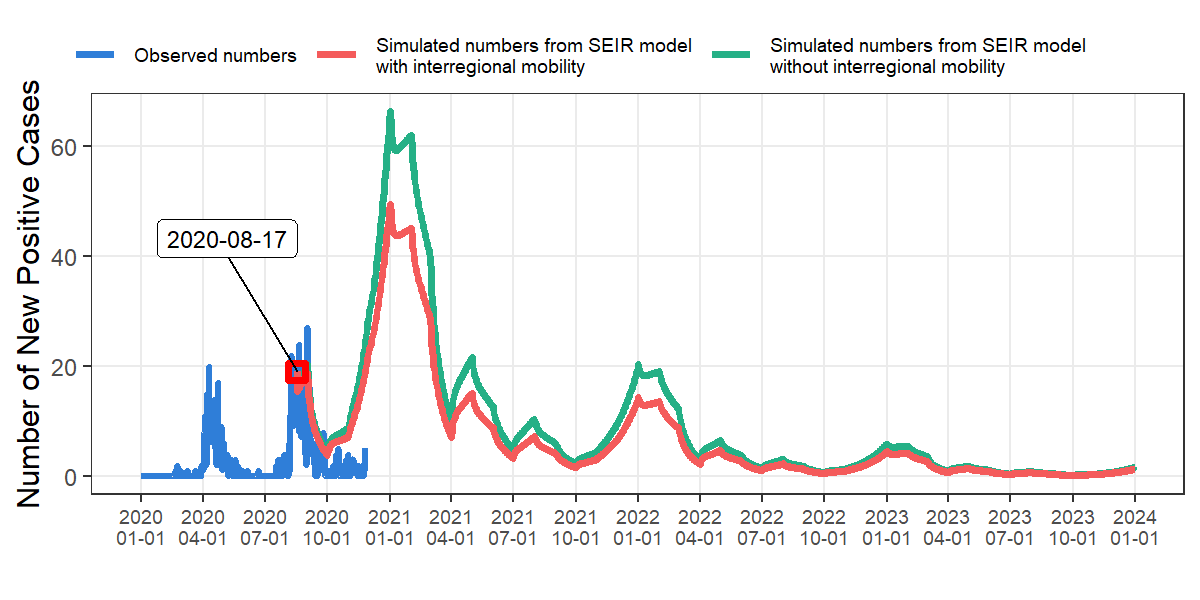 Observed numbers
Simulated numbers from SEIR model
with interregional mobility
Simulated numbers from SEIR model
without interregional mobility
Number of New Positive Cases
60
40
20
0
2020-08-17
2020 2020 2020 2020 2021 2021 2021 2021 2022 2022 2022 2022 2023 2023 2023 2023 2024
01-01 04-01 07-01 10-01 01-01 04-01 07-01 10-01 01-01 04-01 07-01 10-01 01-01 04-01 07-01 10-01 01-01